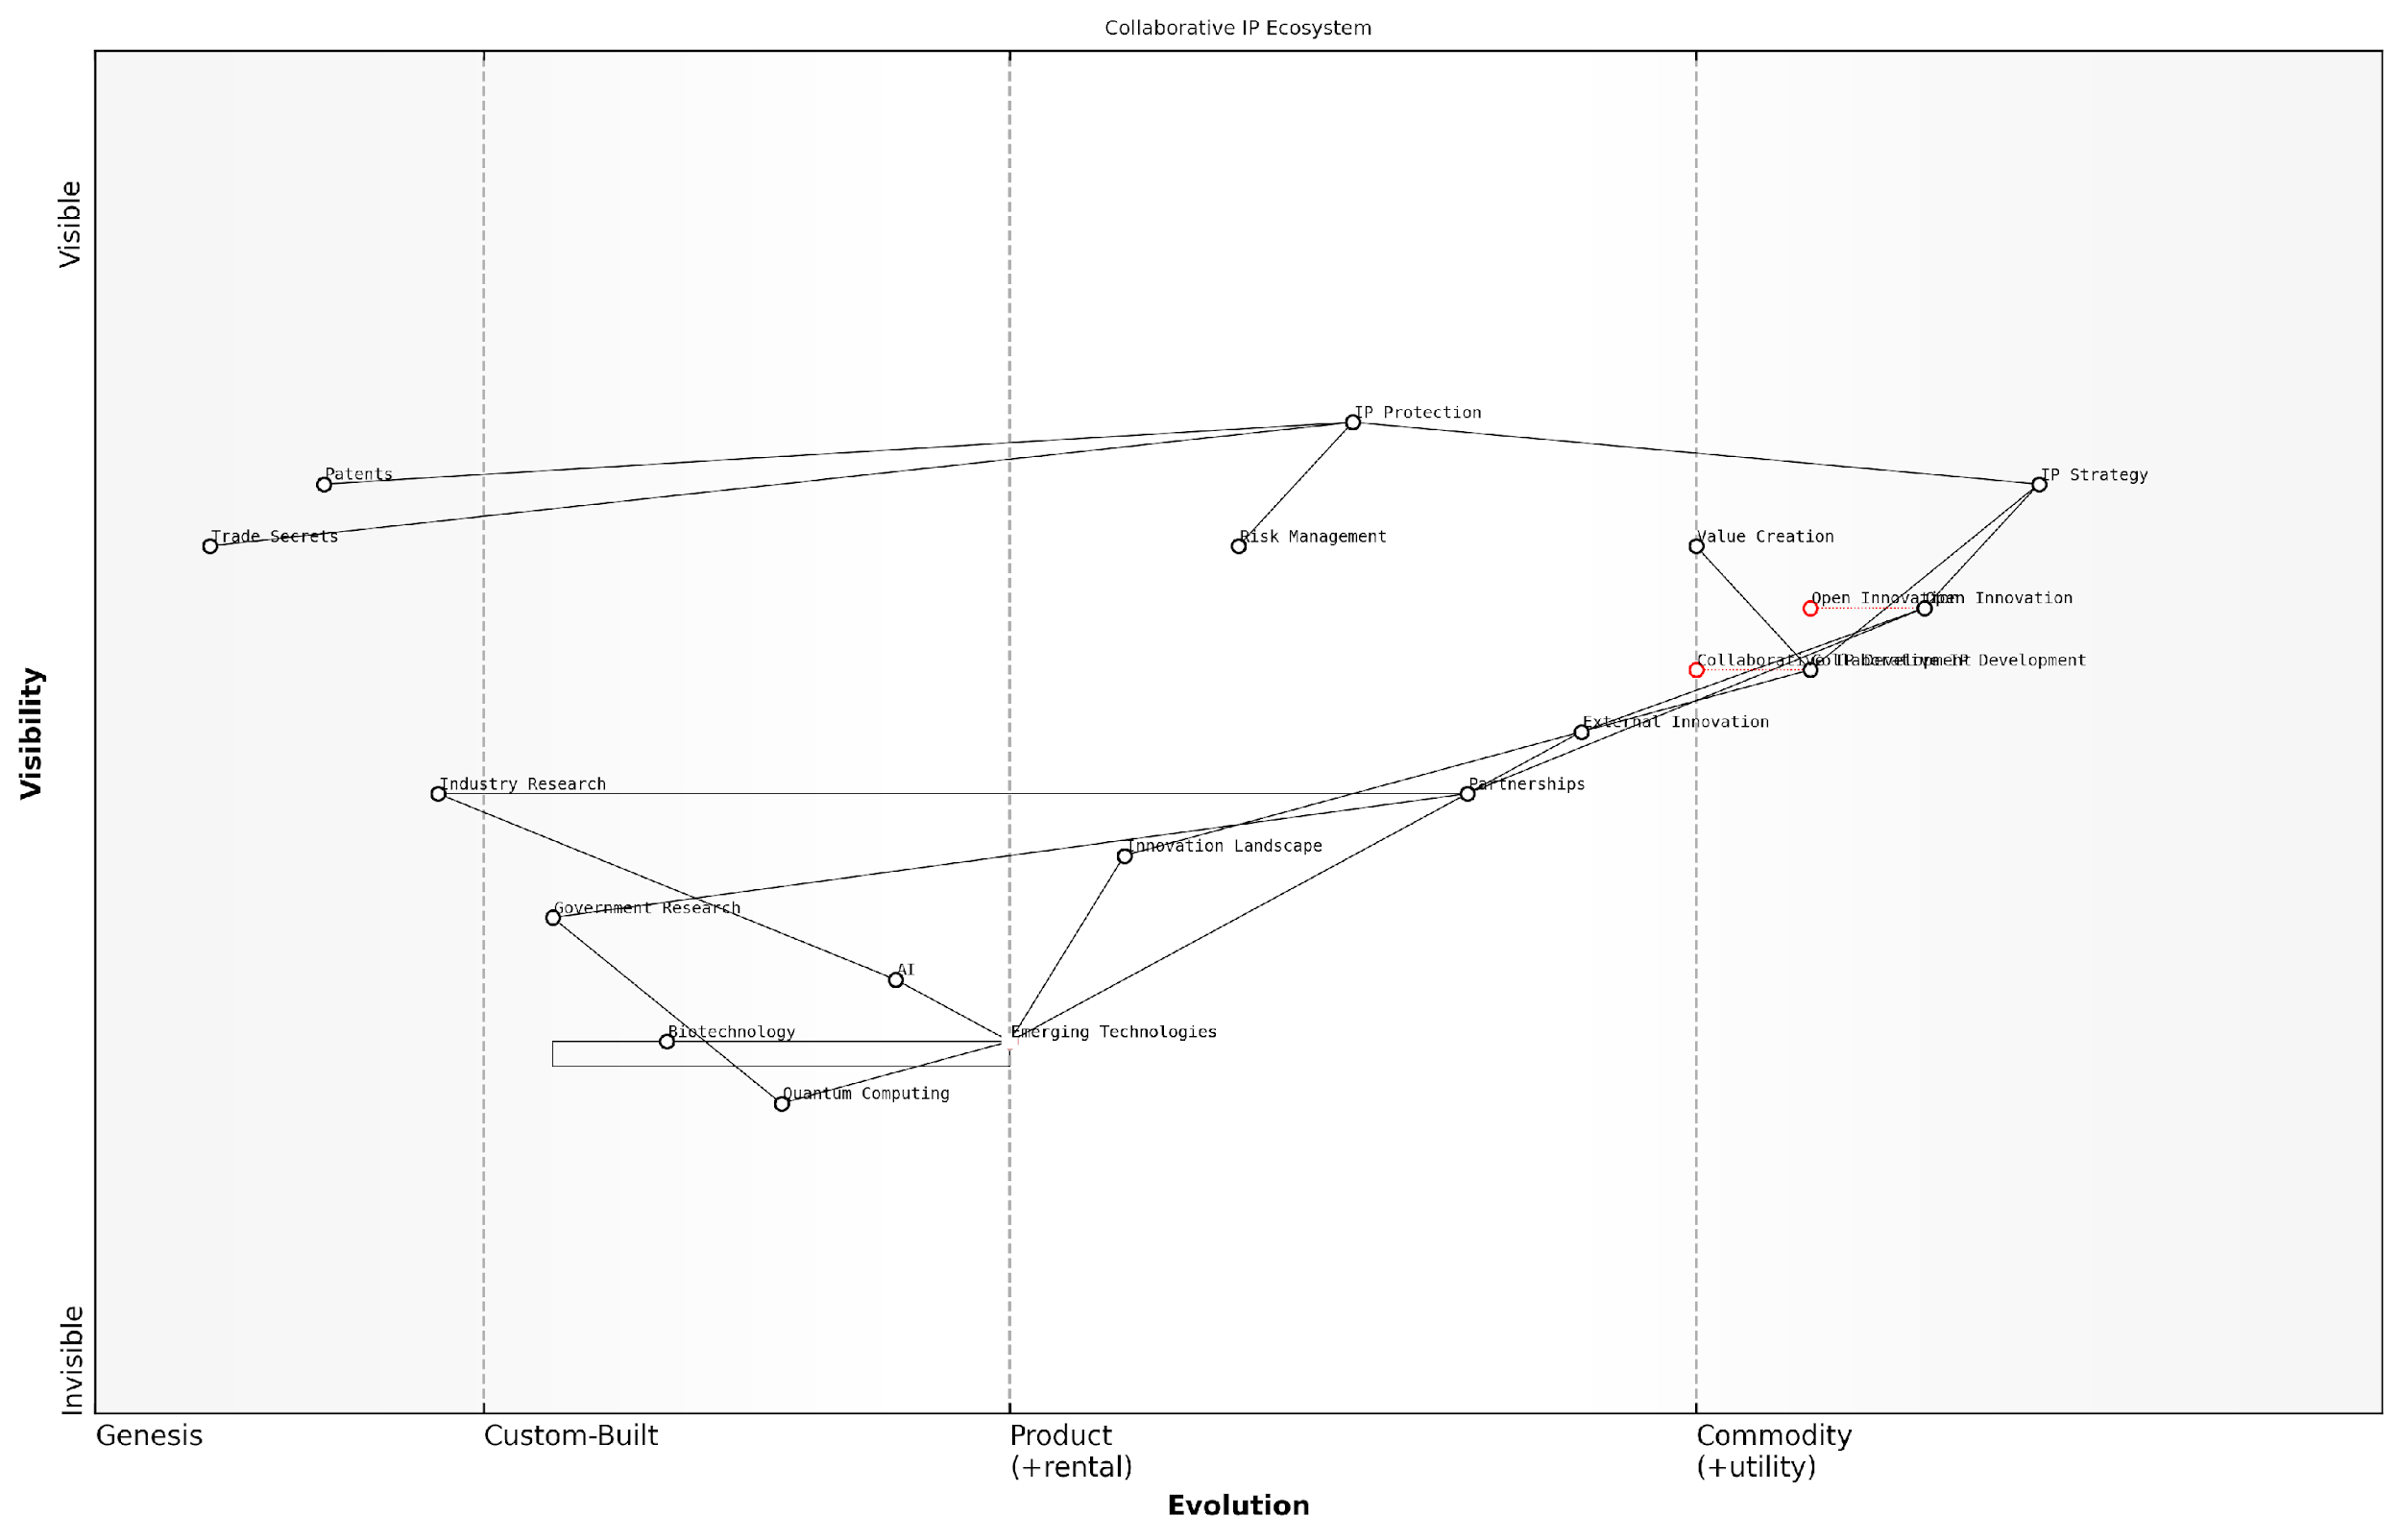 Collaborative IP Ecosystem
Visible
IP Protection
Patents
IP Strategy
Trade Secrets
Risk Management
Value Creation
Open Innovation
Open Innovation
Collaborative IP Development
Collaborative IP Development
External Innovation
Industry Research
Partnerships
Innovation Landscape
Government Research
AI
Biotechnology
Emerging Technologies
Quantum Computing
Visibility
Invisible
Genesis
Custom-Built
Product
(+rental)
Commodity
(+utility)
Evolution